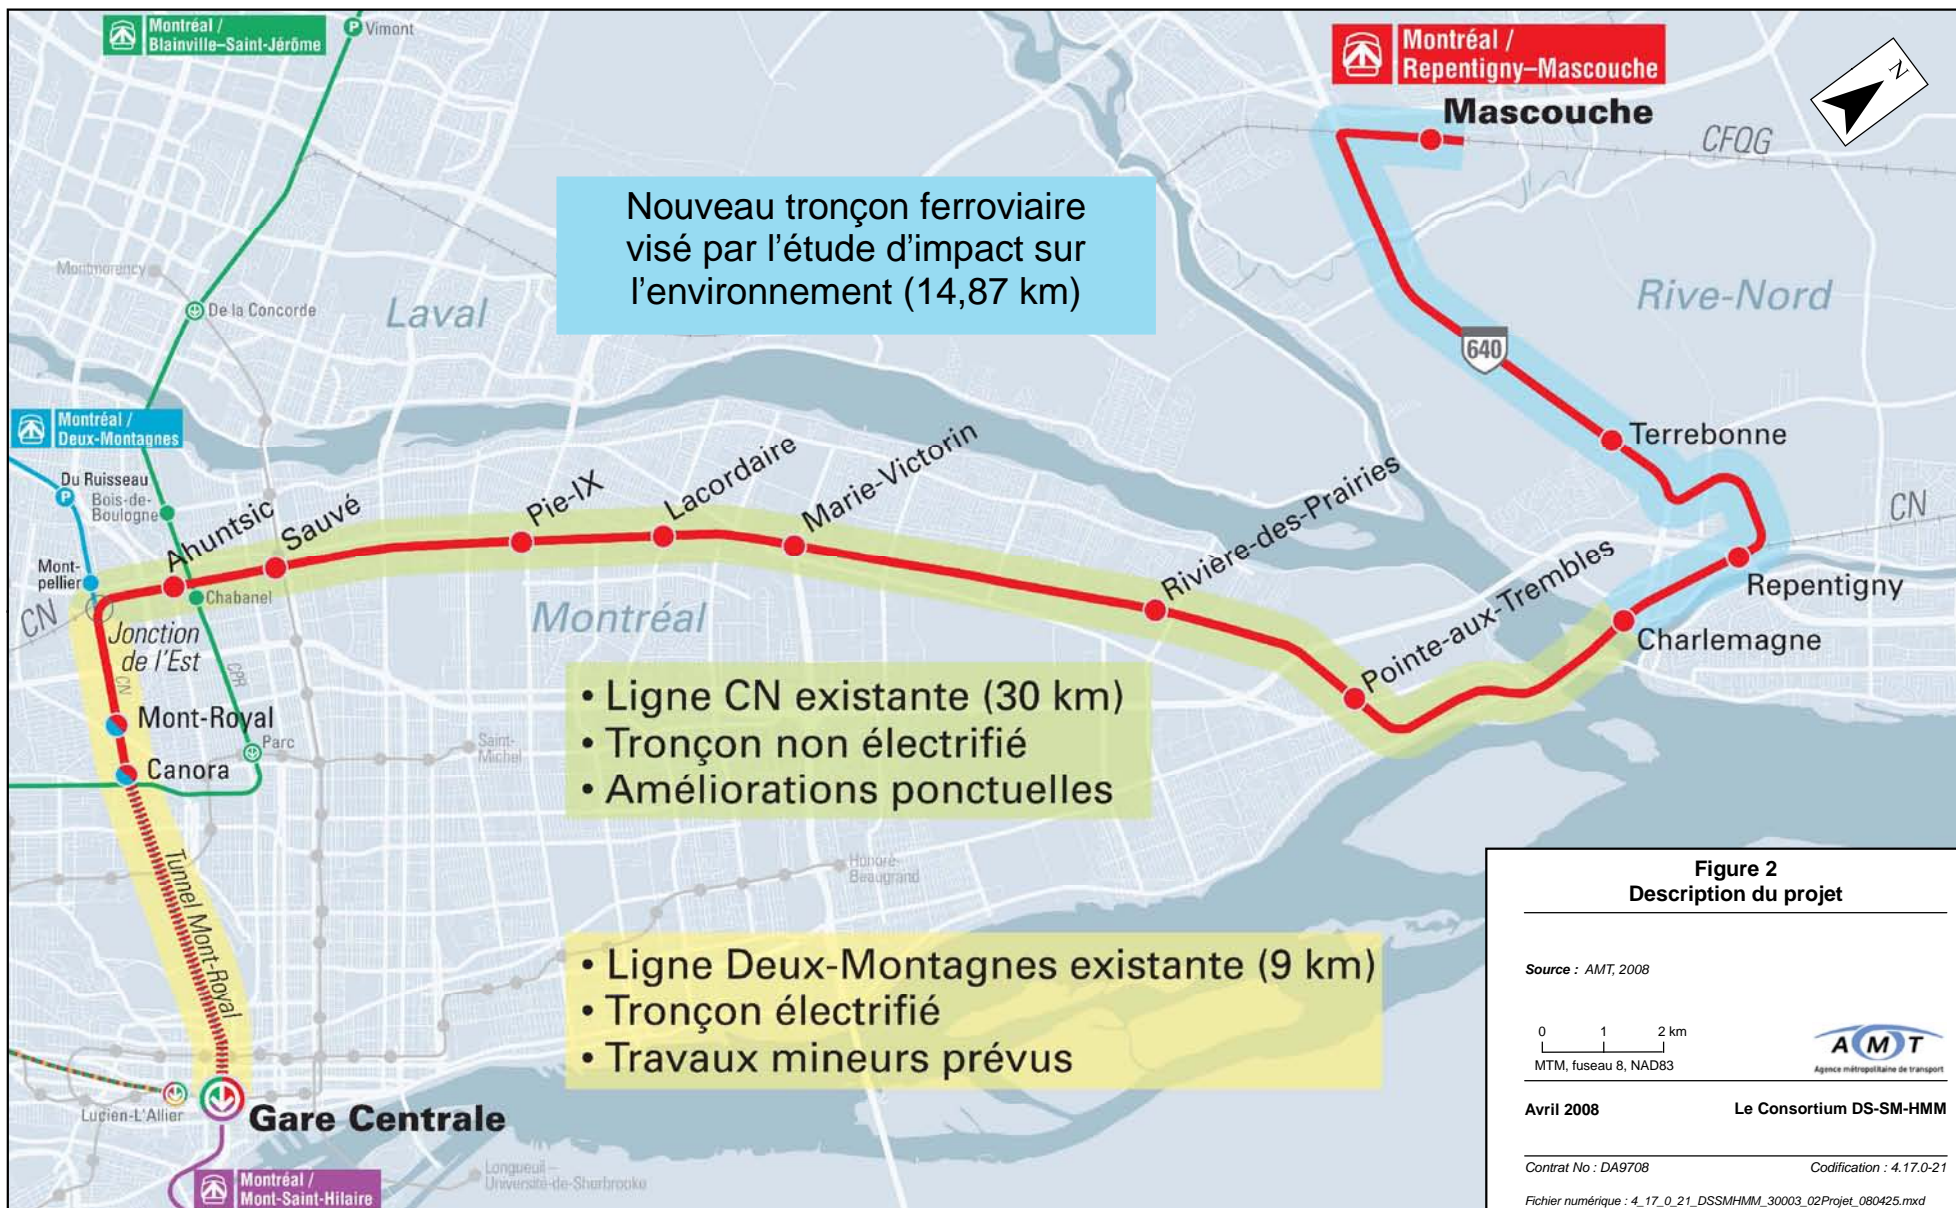 Montréal /
Blainville–Saint-Jérôme
Vimont
Montréal /
Repentigny–Mascouche
N
Mascouche
CFQG
Nouveau tronçon ferroviaire
visé par l’étude d’impact sur
l’environnement (14,87 km)
Montmorency
De la Concorde
Laval
Rive-Nord
640
Montréal /
Deux-Montagnes
Du Ruisseau
Bois-de-
Boulogne
Mont-
pellier
Ahuntsic
Sauvé
Pie-IX
Lacordaire
Marie-Victorin
Rivière-des-Prairies
Pointe-aux-Trembles
Terrebonne
CN
Repentigny
Charlemagne
Chabanel
CN
Jonction
de l’Est
Montréal
CN
CPR
Mont-Royal
Parc
Canora
Saint-
Michel
• Ligne CN existante (30 km)
• Tronçon non électrifié
• Améliorations ponctuelles
Tunnel Mont-Royal
Honoré-
Beaugrand
• Ligne Deux-Montagnes existante (9 km)
• Tronçon électrifié
• Travaux mineurs prévus
Lucien-L'Allier
Gare Centrale
Longueuil –
Université-de-Sherbrooke
Montréal /
Mont-Saint-Hilaire
Figure 2
Description du projet
Source : AMT, 2008
0 1 2 km
MTM, fuseau 8, NAD83
AMT
Agence métropolitaine de transport
Avril 2008 Le Consortium DS-SM-HMM
Contrat No : DA9708 Codification : 4.17.0-21
Fichier numérique : 4_17_0_21_DSSMHMM_30003_02Projet_080425.mxd